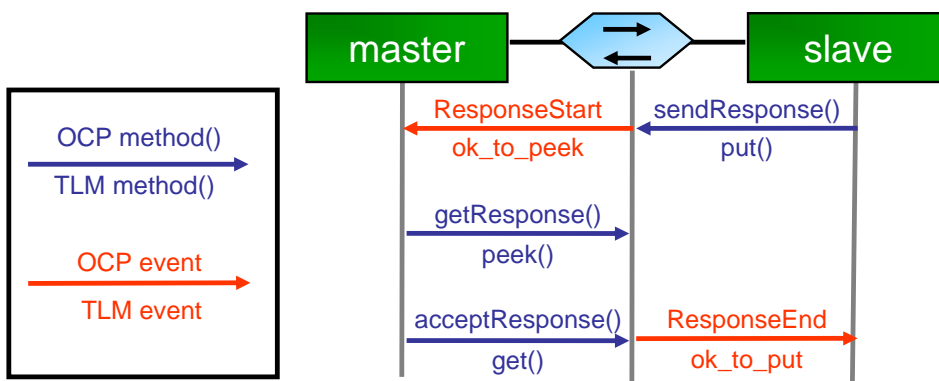 master
slave
OCP method()
TLM method()
OCP event
TLM event
ResponseStart
ok_to_peek
sendResponse()
put()
getResponse()
peek()
acceptResponse()
get()
ResponseEnd
ok_to_put